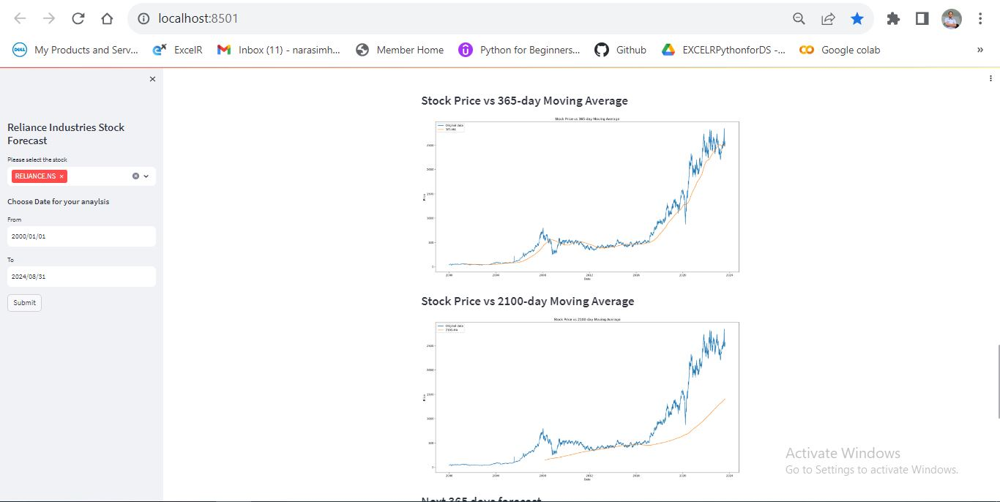 localhost:8501
My Products and Serv...
ExcelR
Inbox (11) - narasimh...
Member Home
Python for Beginners...
Github
EXCELRPythonforDS -...
Google colab
»
Reliance Industries Stock
Forecast
Please select the stock
RELIANCE.NS ×
Choose Date for your anaylsis
From
2000/01/01
To
2024/08/31
Submit
Stock Price vs 365-day Moving Average
Stock Price vs 365-day Moving Average
Original data
365-MA
2500
2000
1500
1000
500
0
Price
2000 2004 2008 2012 2016 2020 2024
Date
Stock Price vs 2100-day Moving Average
Stock Price vs 2100-day Moving Average
Original data
2100-MA
2500
2000
1500
1000
500
0
Price
2000 2004 2008 2012 2016 2020 2024
Date
Next 365 days forecast
Activate Windows
Go to Settings to activate Windows.